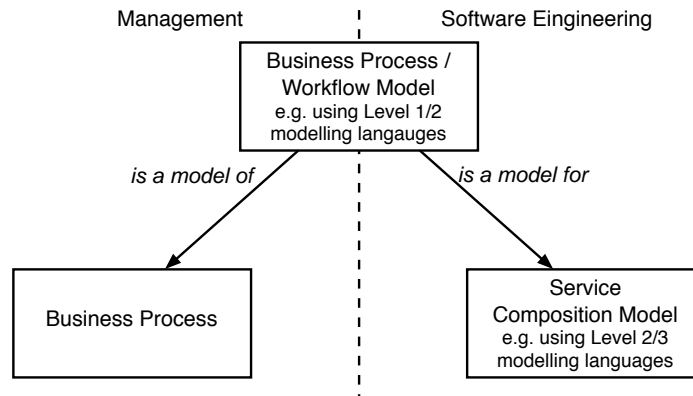 Management
Software Eingineering
Business Process /
Workflow Model
e.g. using Level 1/2
modelling langauges
is a model of
is a model for
Business Process
Service
Composition Model
e.g. using Level 2/3
modelling languages